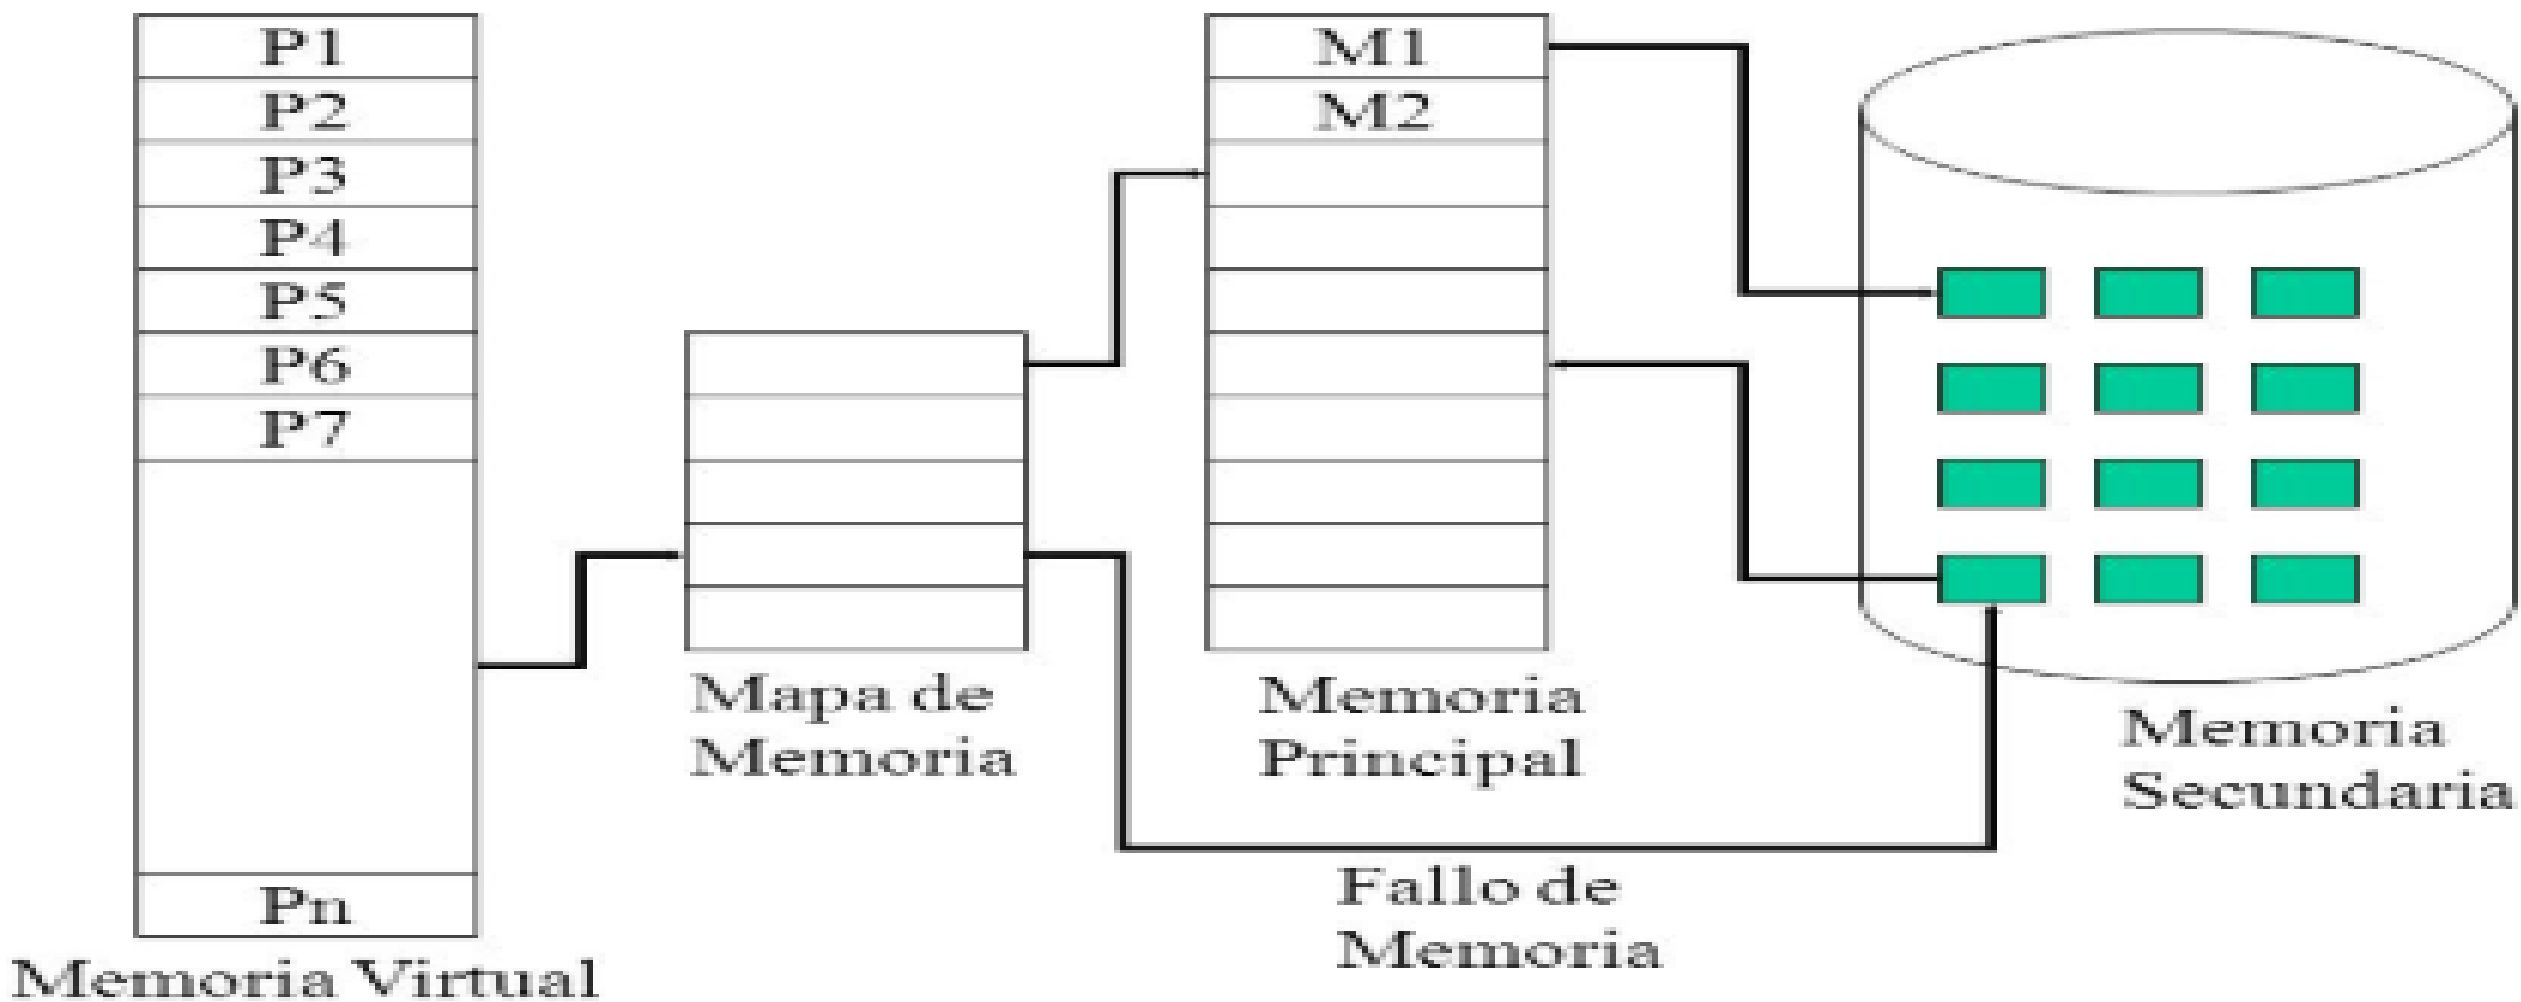 P1
P2
P3
P4
P5
P6
P7
Pn
Memoria Virtual
Mapa de
Memoria
M1
M2
Memoria
Principal
Fallo de
Memoria
Memoria
Secundaria